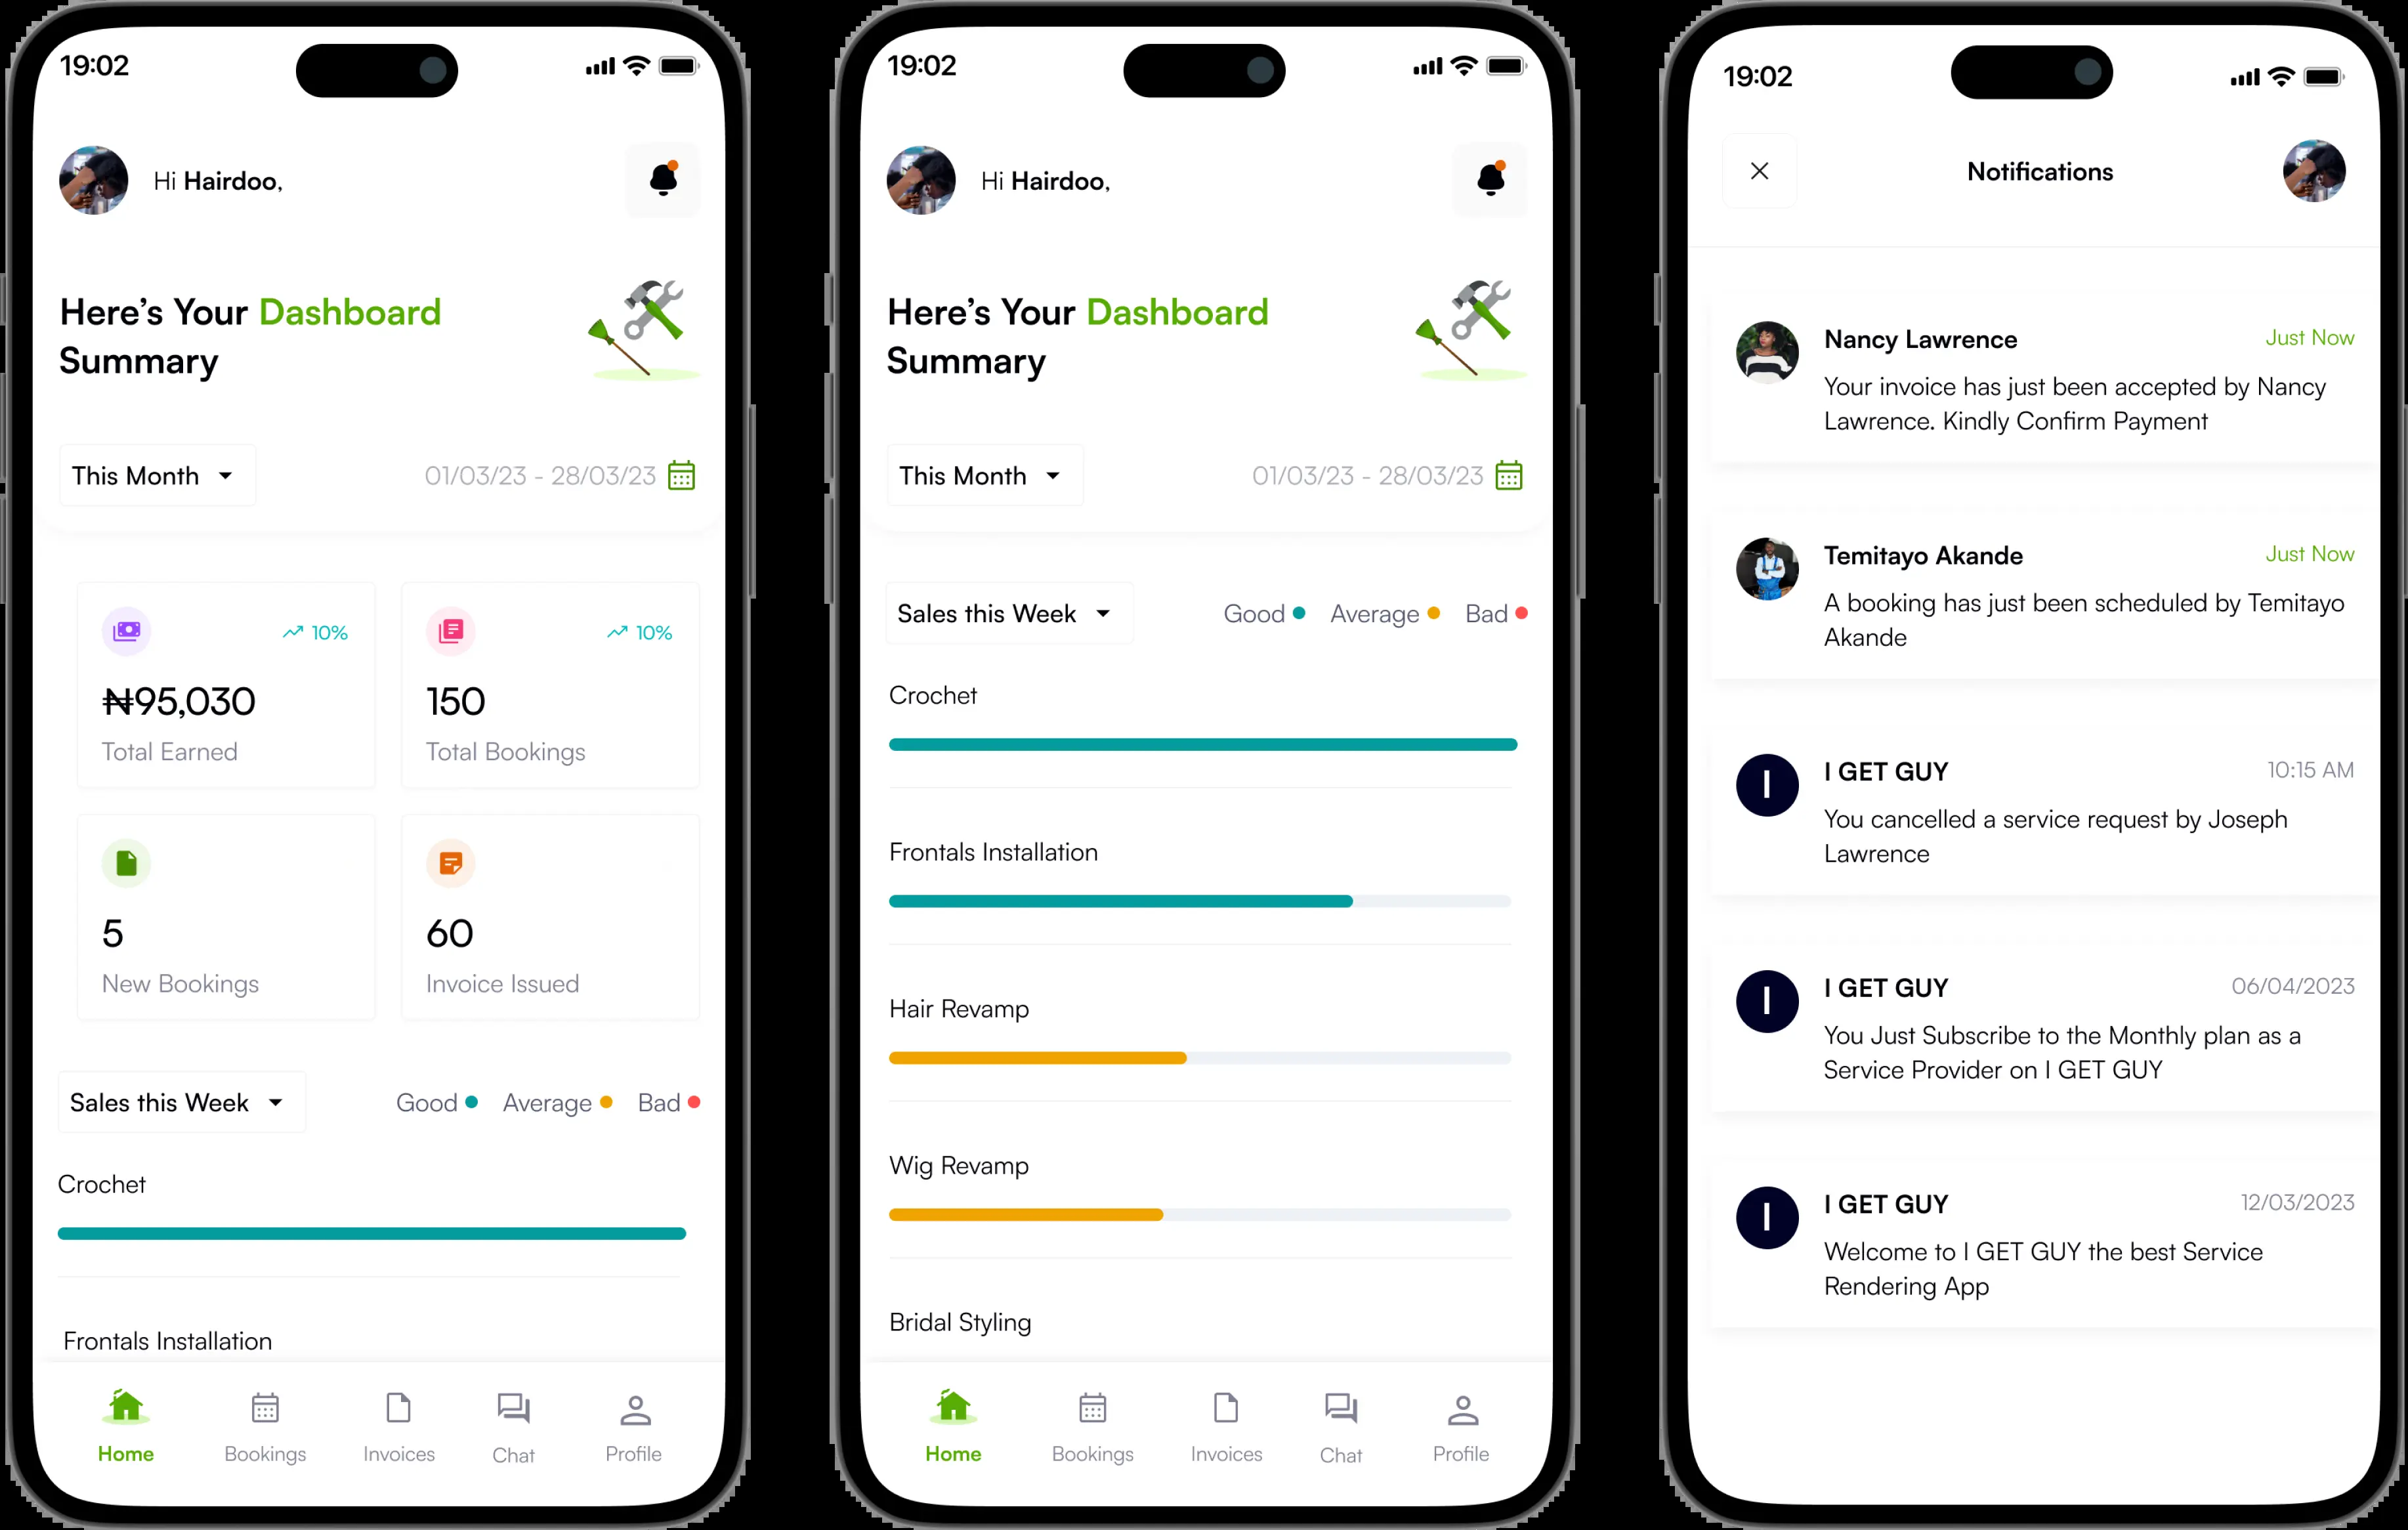 19:02
Hi Hairdoo,
Here’s Your Dashboard
Summary
This Month
01/03/23 - 28/03/23
10%
₦95,030
Total Earned
10%
150
Total Bookings
5
New Bookings
60
Invoice Issued
Sales this Week
Good
Average
Bad
Crochet
Frontals Installation
Home
Bookings
Invoices
Chat
Profile
19:02
Hi Hairdoo,
Here’s Your Dashboard
Summary
This Month
01/03/23 - 28/03/23
Sales this Week
Good
Average
Bad
Crochet
Frontals Installation
Hair Revamp
Wig Revamp
Bridal Styling
Home
Bookings
Invoices
Chat
Profile
19:02
Notifications
Nancy Lawrence
Just Now
Your invoice has just been accepted by Nancy
Lawrence. Kindly Confirm Payment
Temitayo Akande
Just Now
A booking has just been scheduled by Temitayo
Akande
I
I GET GUY
10:15 AM
You cancelled a service request by Joseph
Lawrence
I
I GET GUY
06/04/2023
You Just Subscribe to the Monthly plan as a
Service Provider on I GET GUY
I
I GET GUY
12/03/2023
Welcome to I GET GUY the best Service
Rendering App